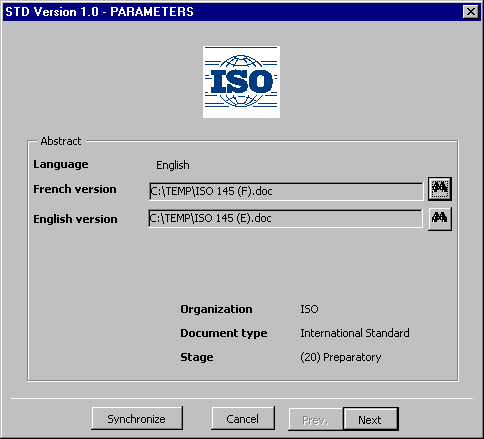 STD Version 1.0 - PARAMETERS
ISO
Abstract
Language English
French version C:\TEMP\ISO 145 (F).doc
English version C:\TEMP\ISO 145 (E).doc
Organization ISO
Document type International Standard
Stage (20) Preparatory
Synchronize Cancel Prev. Next